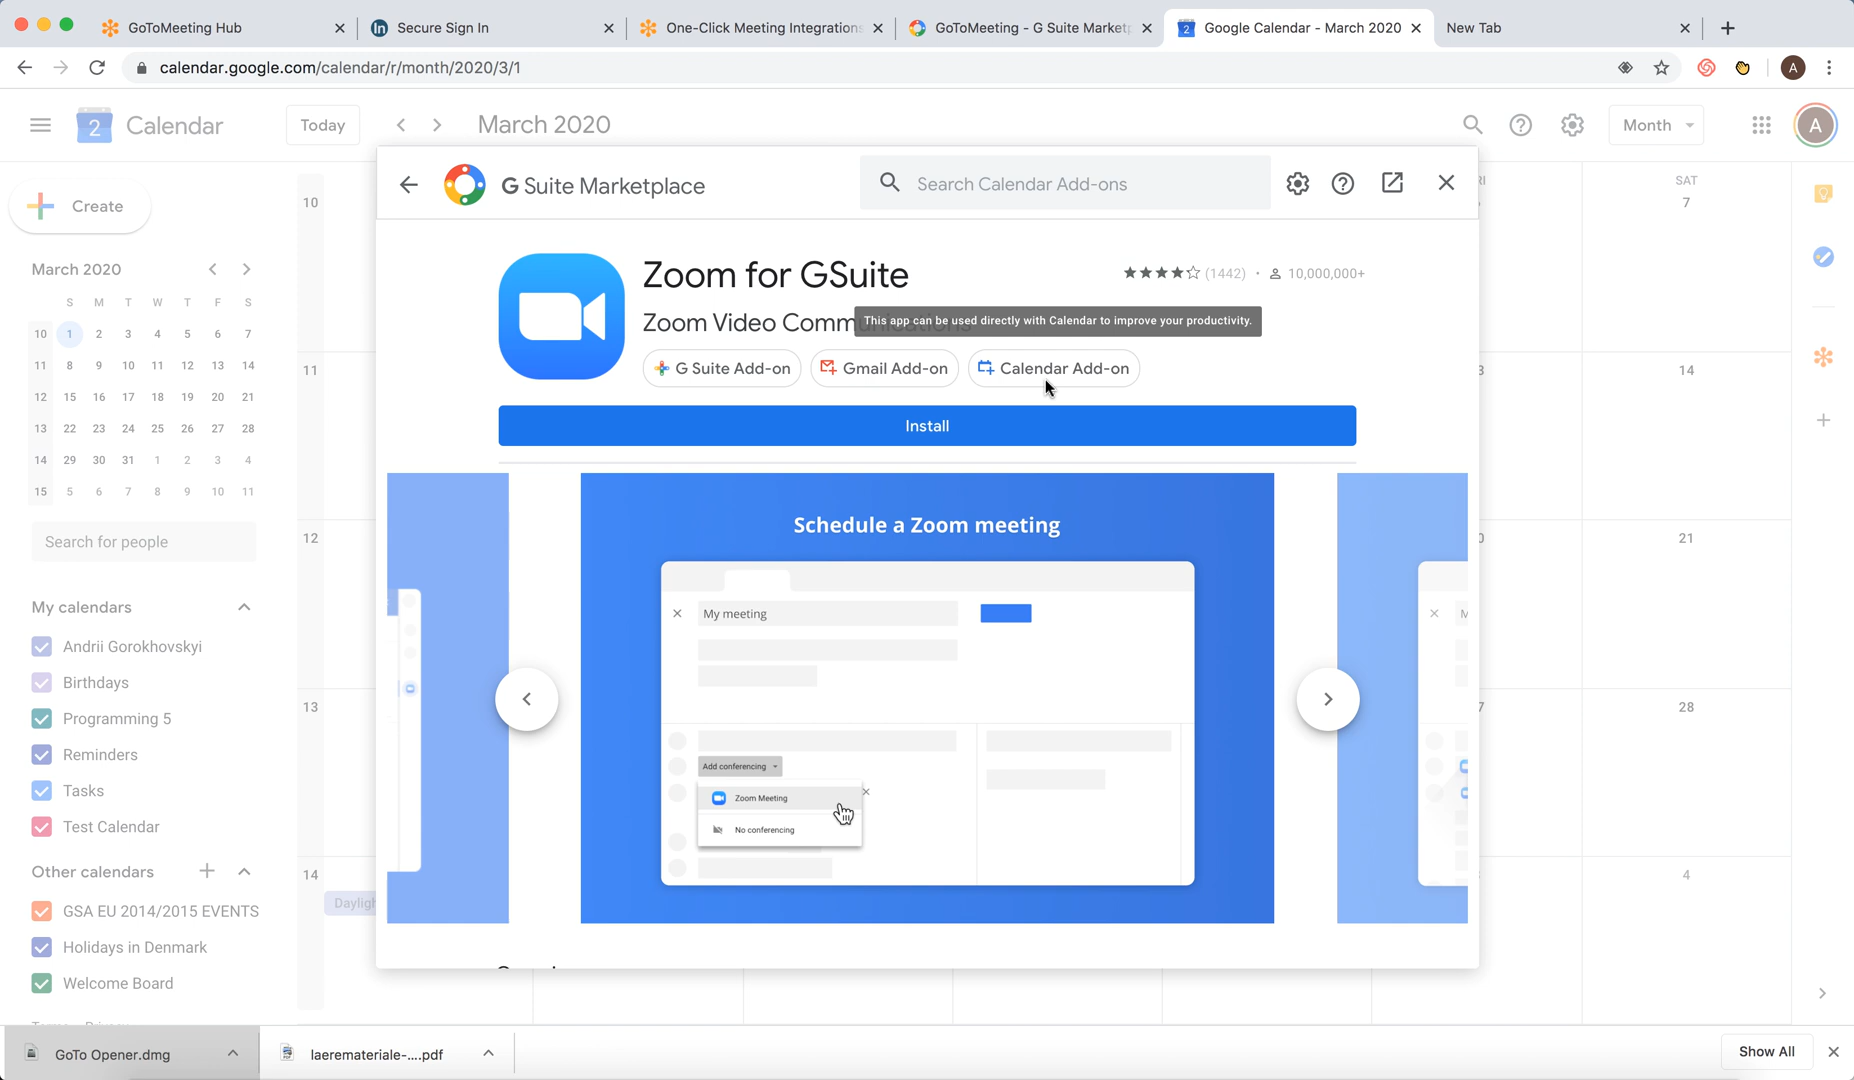 GoToMeeting Hub
Secure Sign In
One-Click Meeting Integrations
GoToMeeting - G Suite Market
Google Calendar - March 2020
New Tab
calendar.google.com/calendar/r/month/2020/3/1
A
2
Calendar
Today
March 2020
Month
A
G Suite Marketplace
Search Calendar Add-ons
Create
March 2020
S M T W T F S
10 1 2 3 4 5 6 7
11 8 9 10 11 12 13 14
12 15 16 17 18 19 20 21
13 22 23 24 25 26 27 28
14 29 30 31 1 2 3 4
15 5 6 7 8 9 10 11
Search for people
My calendars
Andrii Gorokhovskyi
Birthdays
Programming 5
Reminders
Tasks
Test Calendar
Other calendars
GSA EU 2014/2015 EVENTS
Holidays in Denmark
Welcome Board
10
11
12
13
14
Zoom for GSuite
(1442)
10,000,000+
Zoom Video Communications
This app can be used directly with Calendar to improve your productivity.
G Suite Add-on
Gmail Add-on
Calendar Add-on
Install
Schedule a Zoom meeting
My meeting
Add conferencing
Zoom Meeting
No conferencing
SAT
7
14
21
28
4
GoTo Opener.dmg
laeremateriale-....pdf
Show All